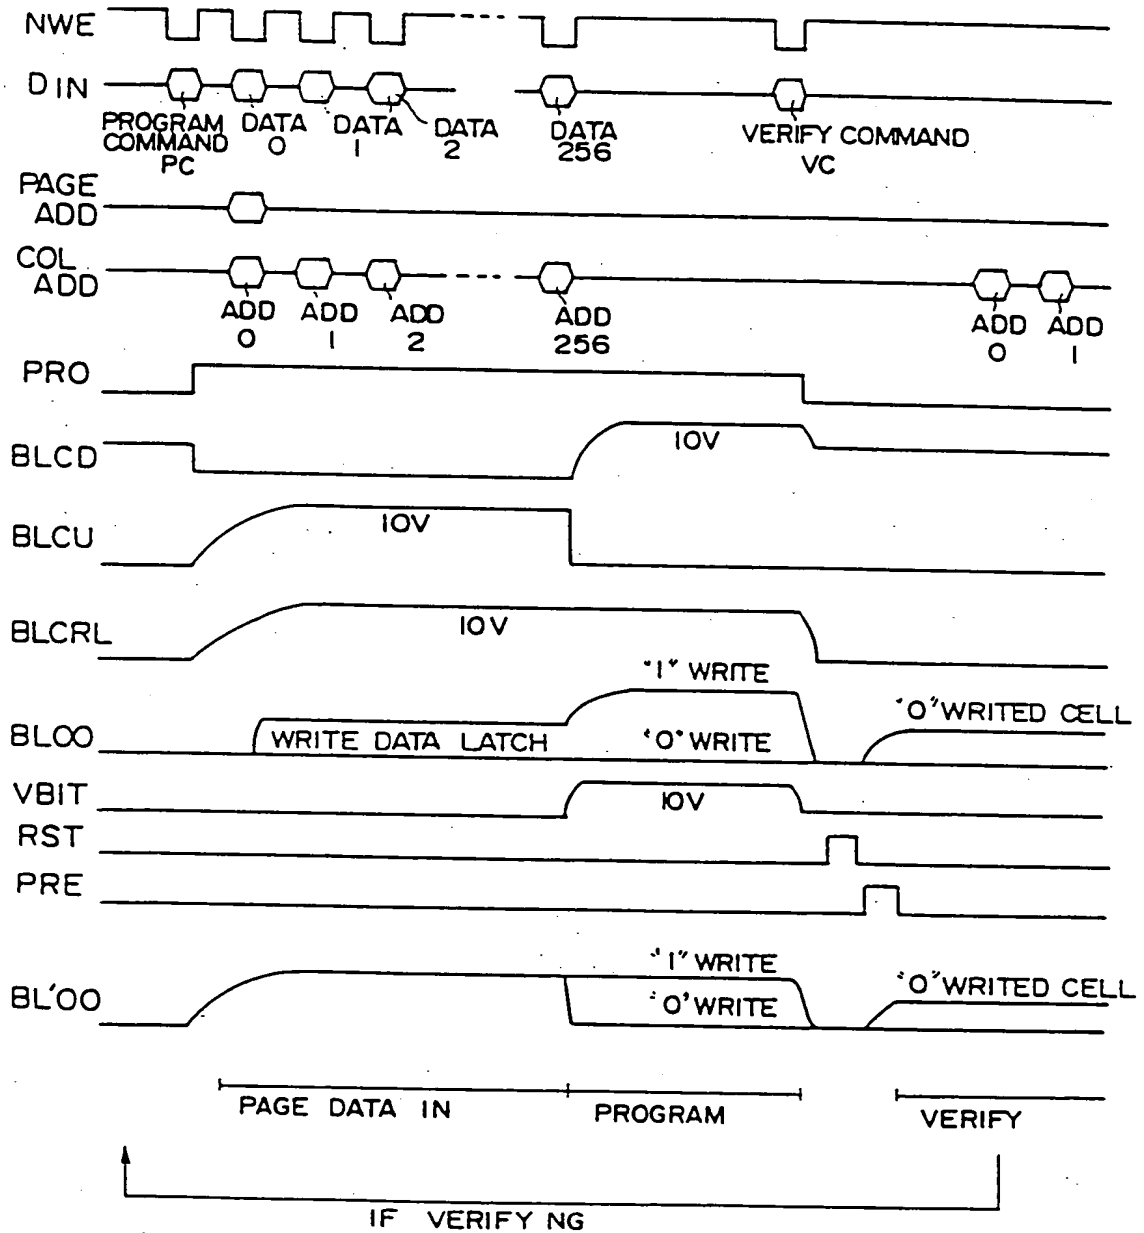 NWE
DIN
PROGRAM COMMAND PC
DATA 0
DATA 1
DATA 2
DATA 256
VERIFY COMMAND VC
PAGE ADD
COL ADD
ADD 0
ADD 1
ADD 2
ADD 256
ADD 0
ADD 1
PRO
BLCD
10V
BLCU
10V
BLCRL
10V
"1" WRITE
BL00
WRITE DATA LATCH
"0" WRITE
"0" WRITED CELL
VBIT
10V
RST
PRE
BL'00
"1" WRITE
"0" WRITE
"0" WRITED CELL
PAGE DATA IN
PROGRAM
VERIFY
IF VERIFY NG